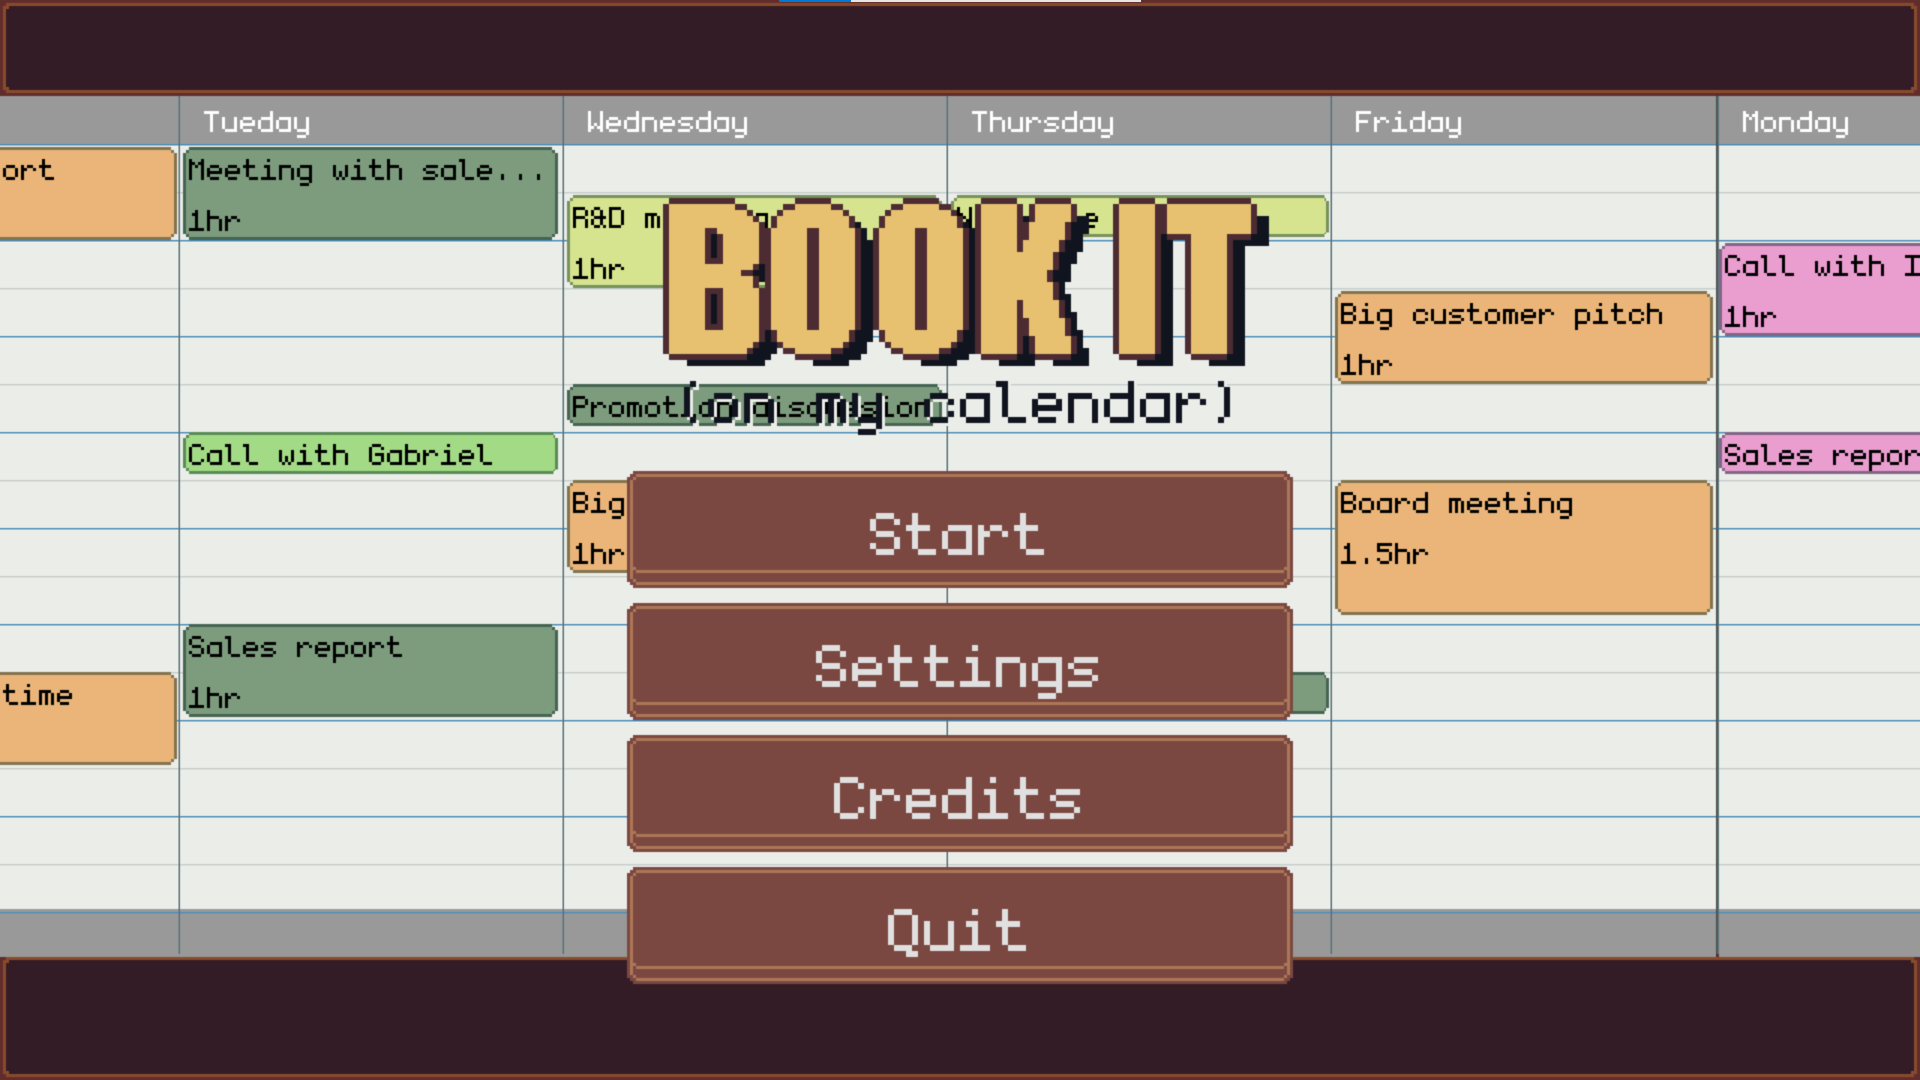 Tueday
Wednesday
Thursday
Friday
Monday
ort
Meeting with sale...
1hr
R&D
1hr
BOOK IT
(on my calendar)
Call with
1hr
Big customer pitch
1hr
Call with Gabriel
Sales repor
Big
1hr
Board meeting
1.5hr
Start
Settings
Credits
Quit
Sales report
1hr
time